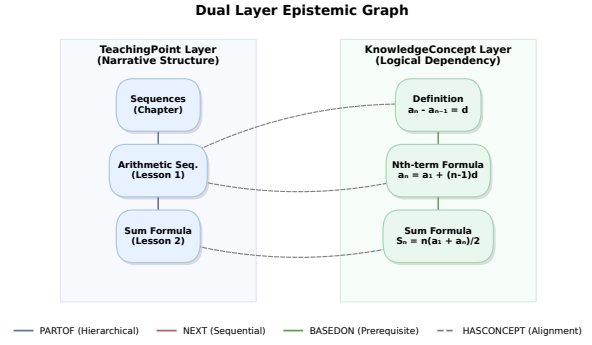 Dual Layer Epistemic Graph
TeachingPoint Layer
(Narrative Structure)
Sequences
(Chapter)
Arithmetic Seq.
(Lesson 1)
Sum Formula
(Lesson 2)
KnowledgeConcept Layer
(Logical Dependency)
Definition
aₙ - aₙ₋₁ = d
Nth-term Formula
aₙ = a₁ + (n-1)d
Sum Formula
Sₙ = n(a₁ + aₙ)/2
PARTOF (Hierarchical)
NEXT (Sequential)
BASEDON (Prerequisite)
HASCONCEPT (Alignment)